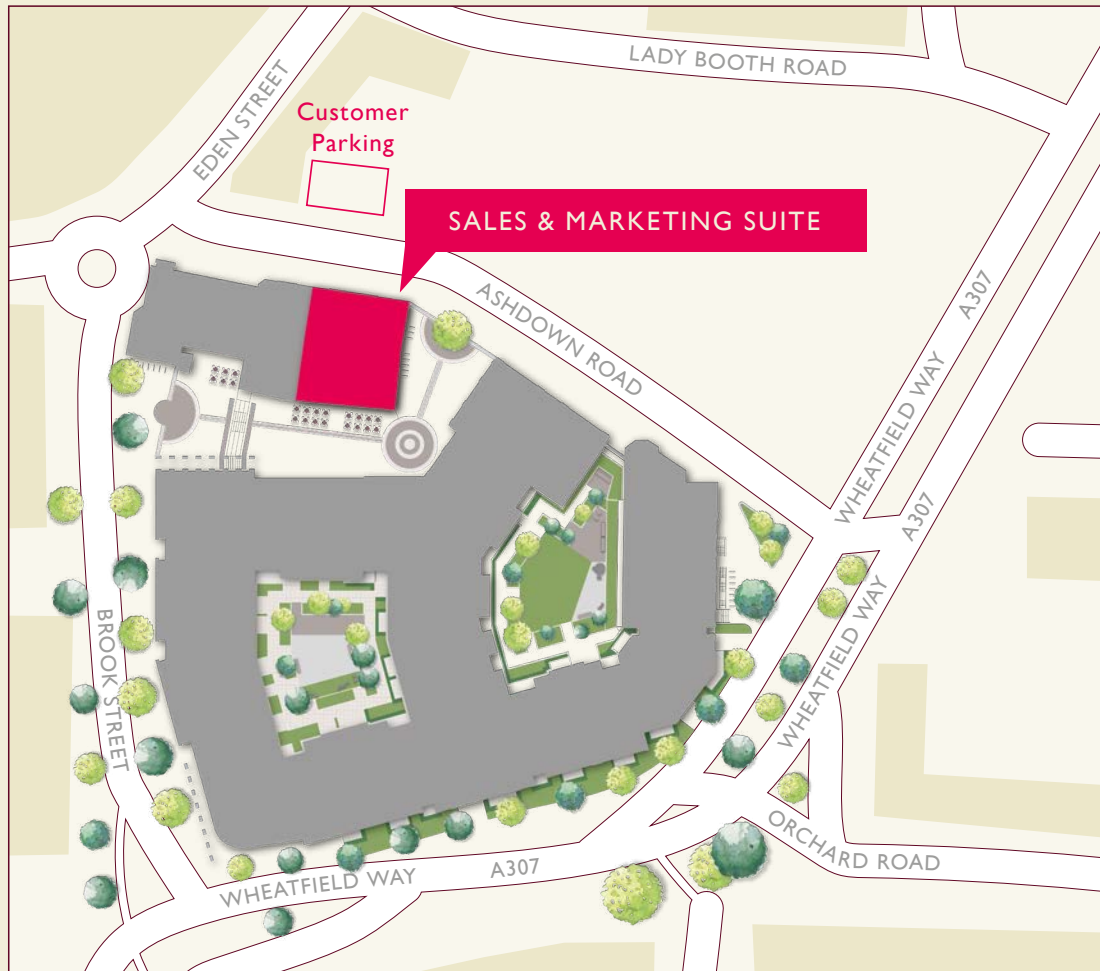 LADY BOOTH ROAD
EDEN STREET
Customer
Parking
SALES & MARKETING SUITE
ASHDOWN ROAD
A307
WHEATFIELD WAY
A307
WHEATFIELD WAY
BROOK STREET
ORCHARD ROAD
WHEATFIELD WAY A307